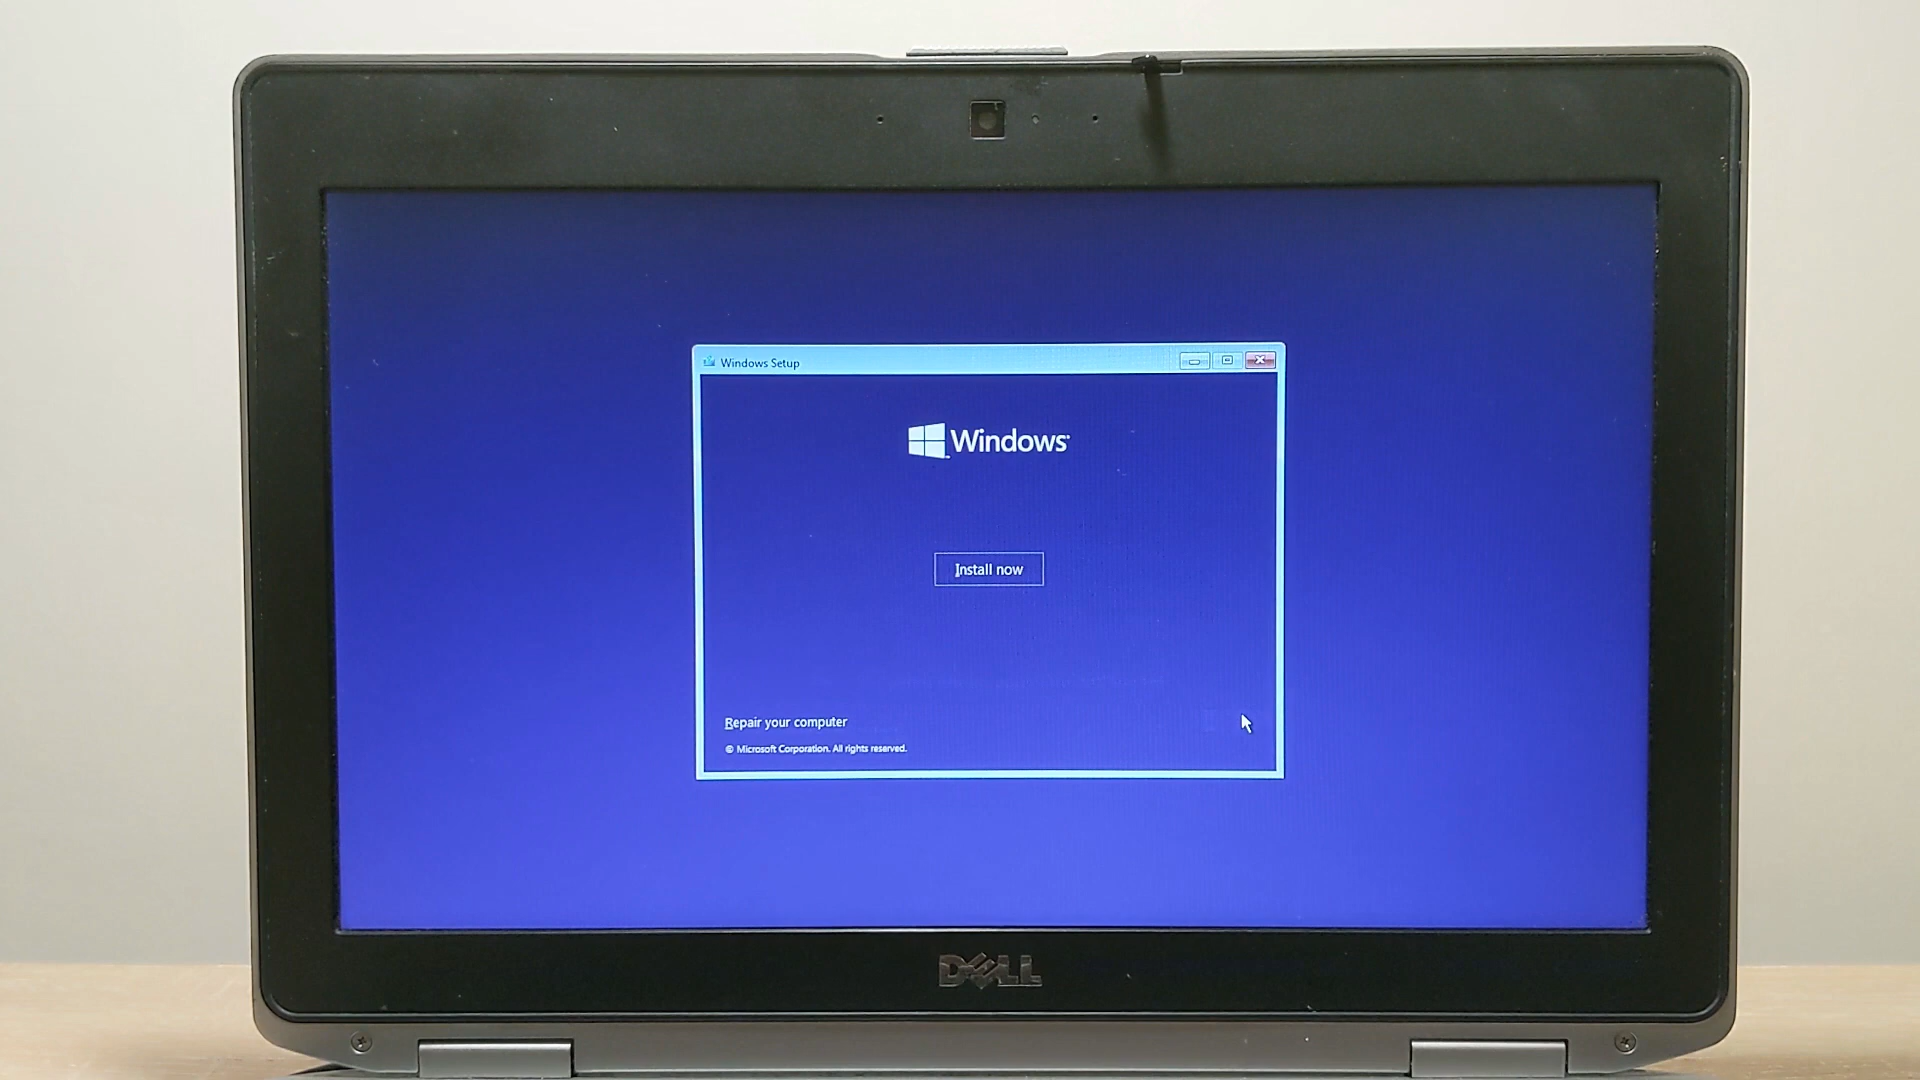 Windows Setup
Windows
Install now
Repair your computer
© Microsoft Corporation. All rights reserved.
DELL